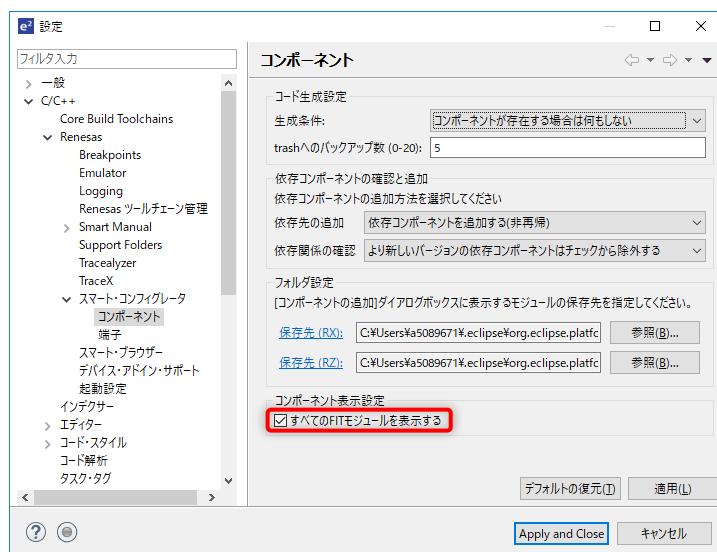 e² 設定
フィルタ入力
一般
C/C++
Core Build Toolchains
Renesas
Breakpoints
Emulator
Logging
Renesas ツールチェーン管理
Smart Manual
Support Folders
Tracealyzer
TraceX
スマート・コンフィグレータ
コンポーネント
端子
スマート・ブラウザー
デバイス・アドイン・サポート
起動設定
インデクサー
エディター
コード・スタイル
コード解析
タスク・タグ
コンポーネント
コード生成設定
生成条件: コンポーネントが存在する場合は何もしない
trashへのバックアップ数 (0-20): 5
依存コンポーネントの確認と追加
依存コンポーネントの追加方法を選択してください
依存先の追加 依存コンポーネントを追加する(非再帰)
依存関係の確認 より新しいバージョンの依存コンポーネントはチェックから除外する
フォルダ設定
[コンポーネントの追加]ダイアログボックスに表示するモジュールの保存先を指定してください。
保存先 (RX): C:¥Users¥a5089671¥.eclipse¥org.eclipse.platfc 参照(B)...
保存先 (RZ): C:¥Users¥a5089671¥.eclipse¥org.eclipse.platfc 参照(B)...
コンポーネント表示設定
すべてのFITモジュールを表示する
デフォルトの復元(T) 適用(L)
? Apply and Close キャンセル